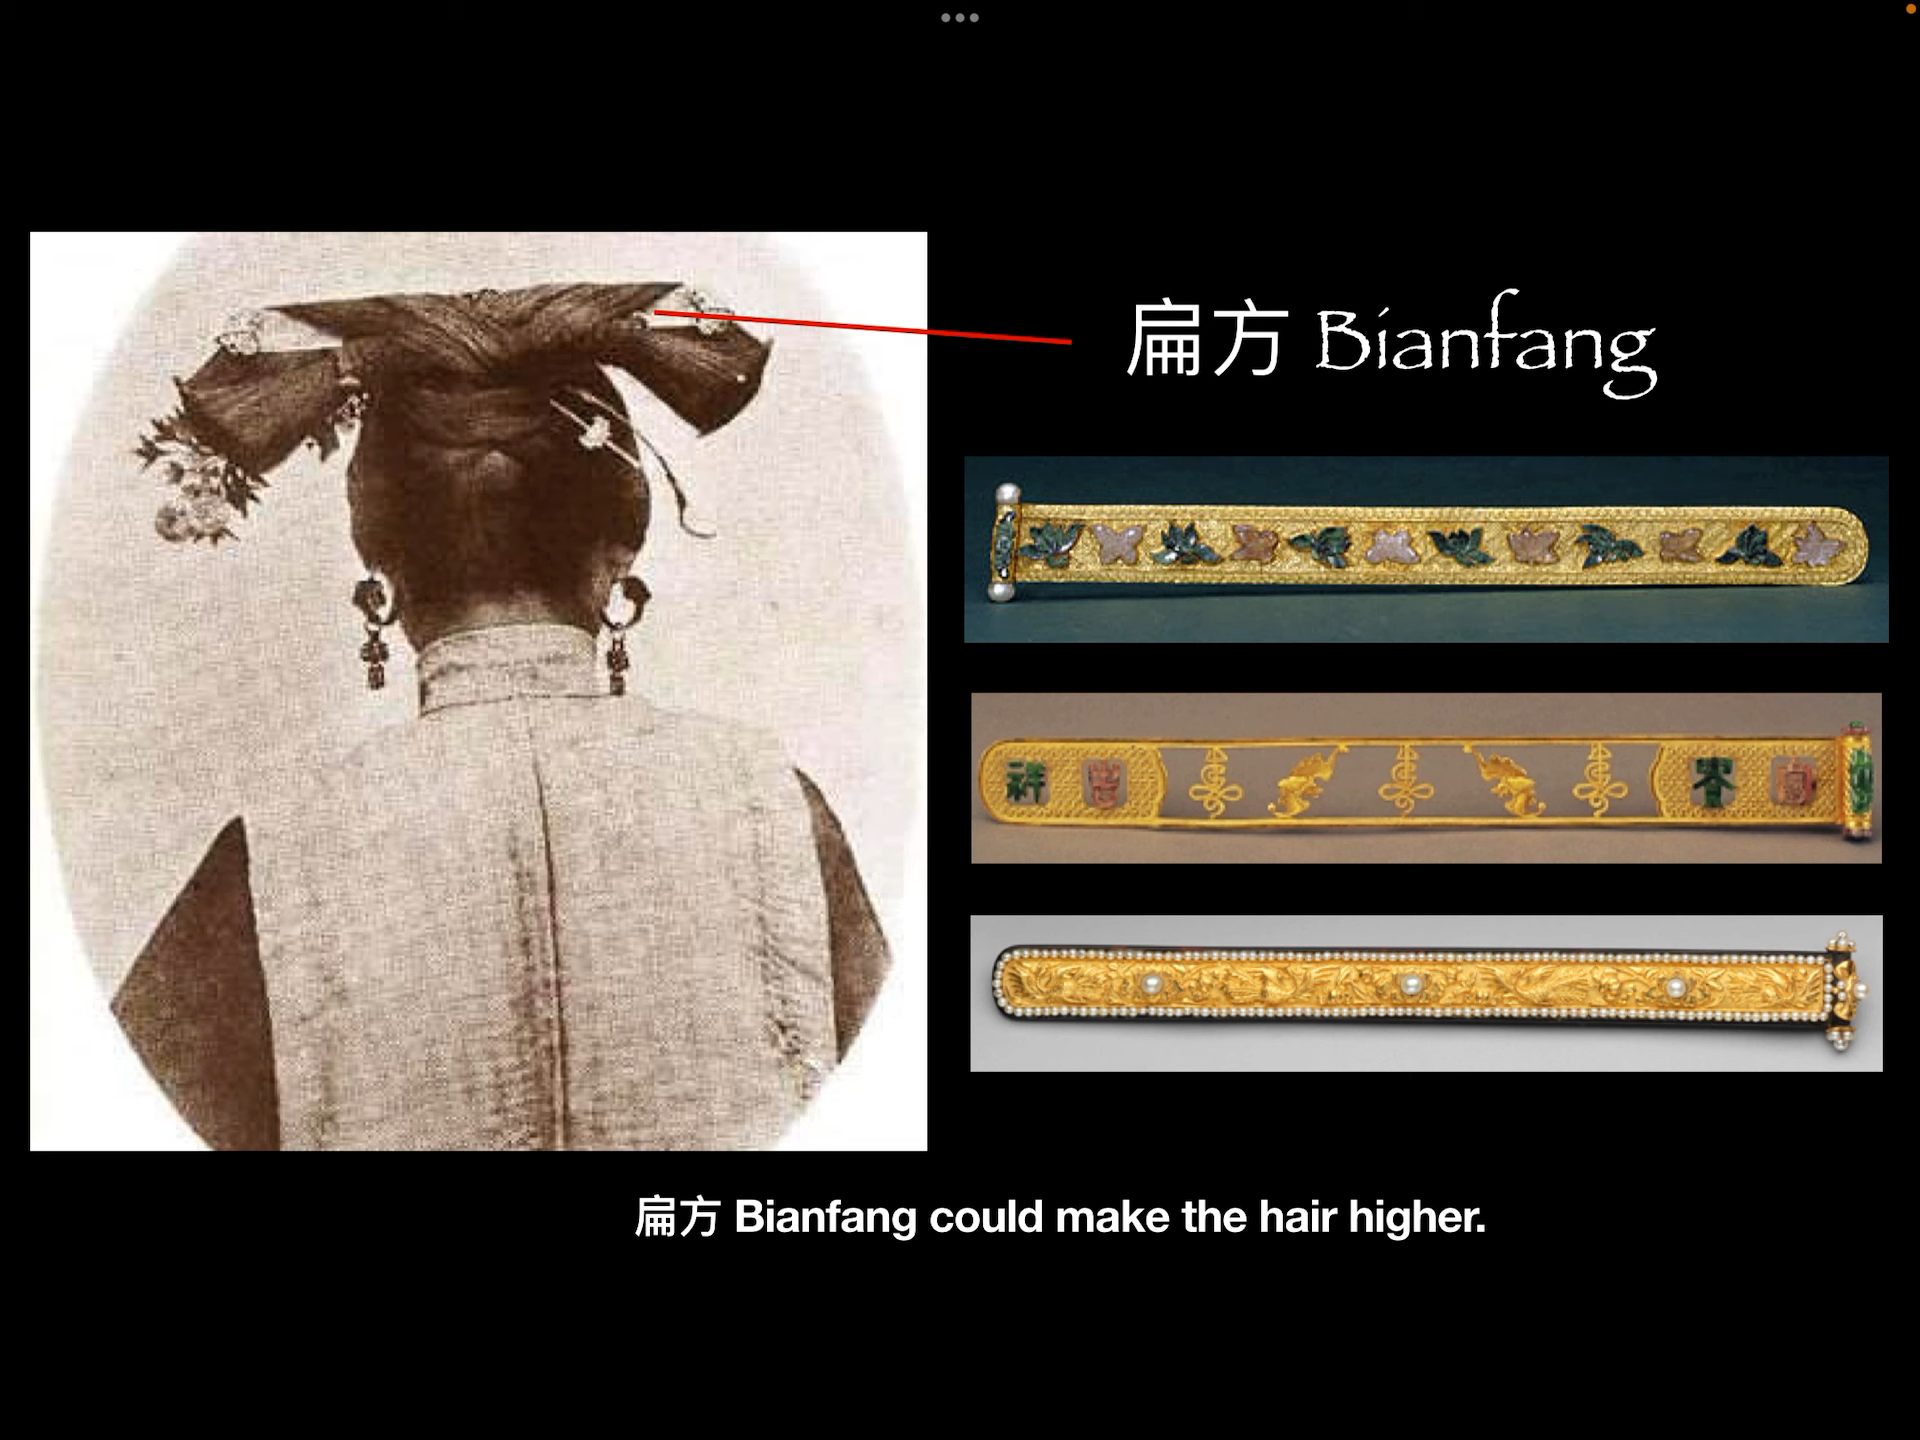 扁方 Bianfang
扁方 Bianfang could make the hair higher.